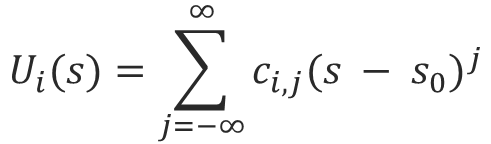 U_i(s) = \sum_{j=-\infty}^{\infty} c_{i,j}(s - s_0)^j